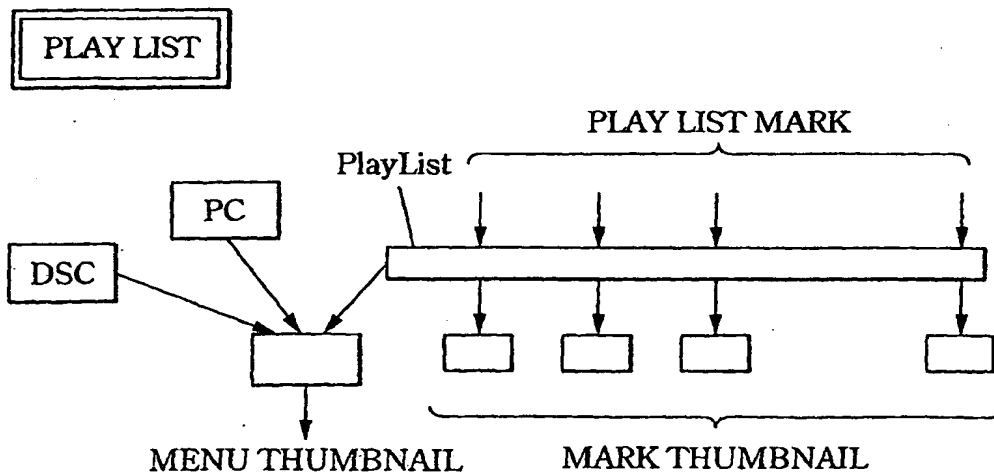 PLAY LIST
PLAY LIST MARK
PlayList
PC
DSC
MENU THUMBNAIL
MARK THUMBNAIL